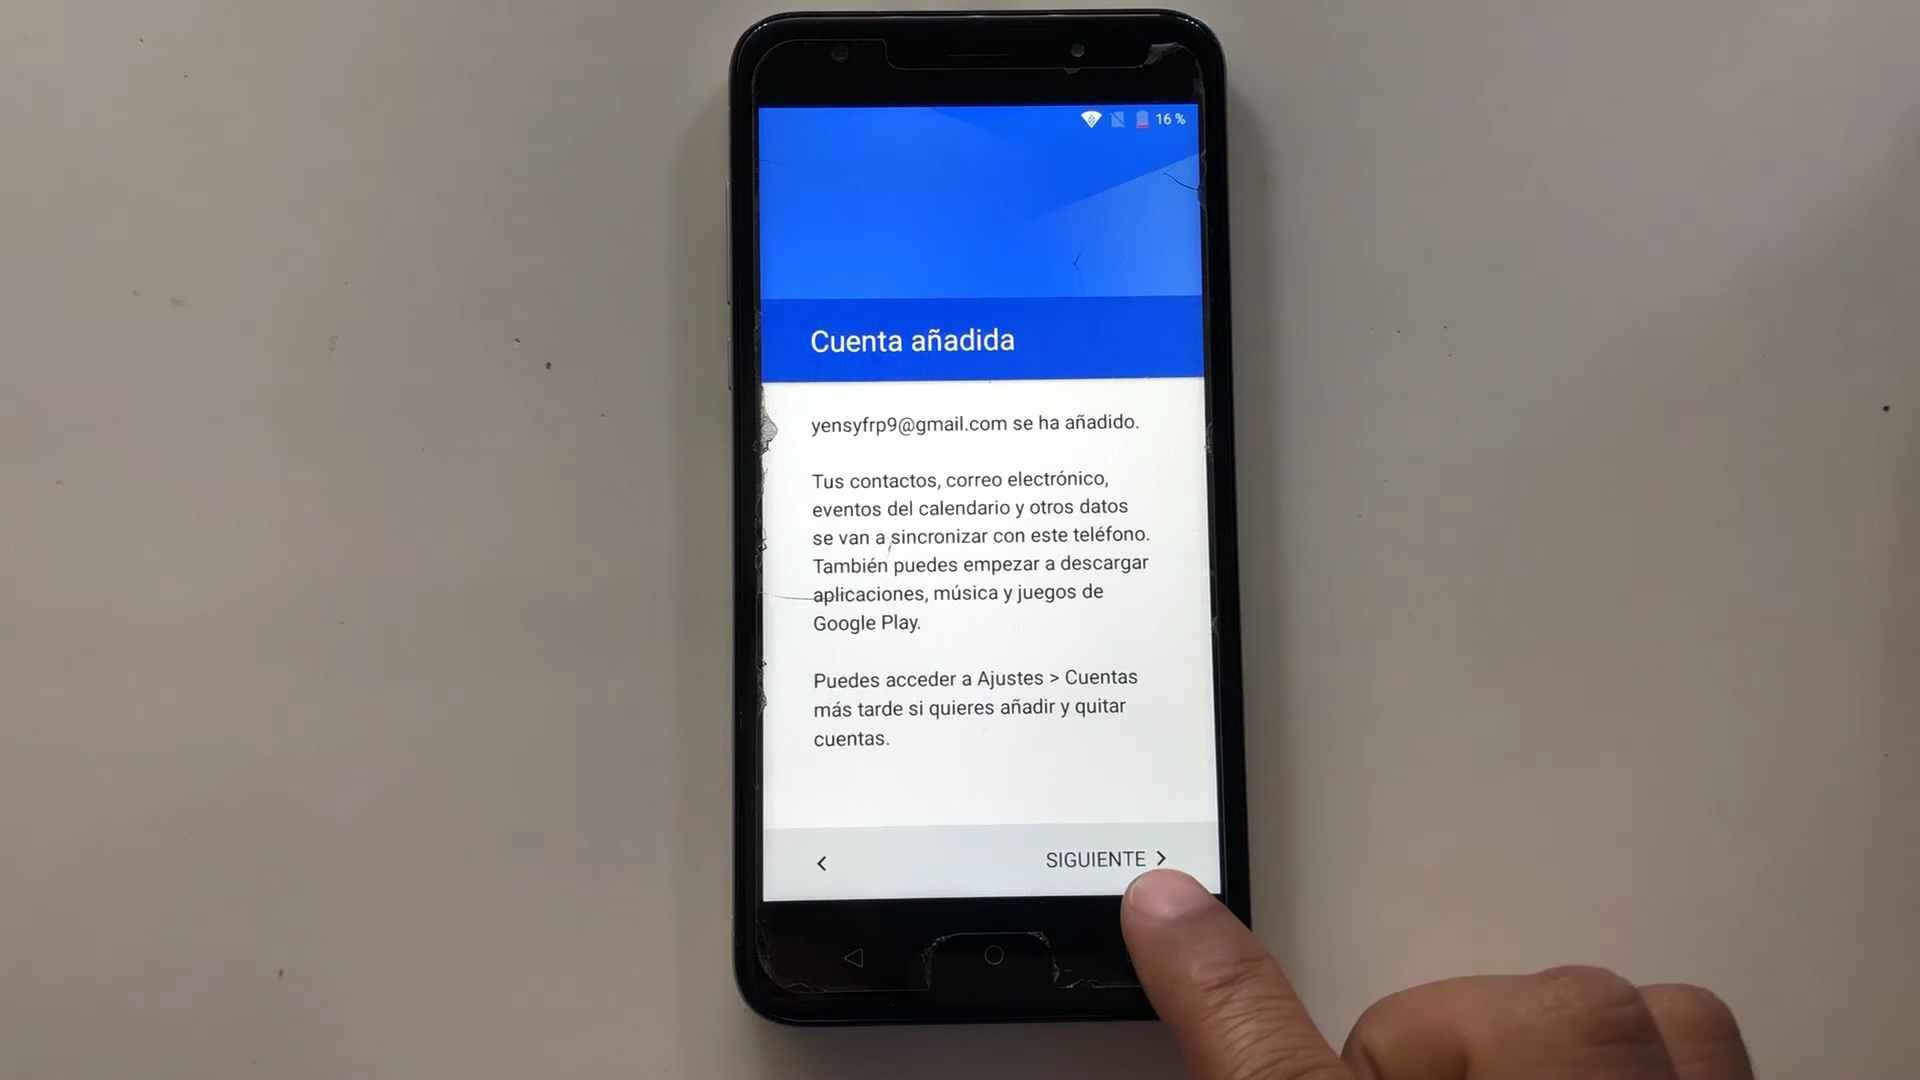 16 %
Cuenta añadida
yensyfrp9@gmail.com se ha añadido.
Tus contactos, correo electrónico,
eventos del calendario y otros datos
se van a sincronizar con este teléfono.
También puedes empezar a descargar
aplicaciones, música y juegos de
Google Play.
Puedes acceder a Ajustes > Cuentas
más tarde si quieres añadir y quitar
cuentas.
SIGUIENTE